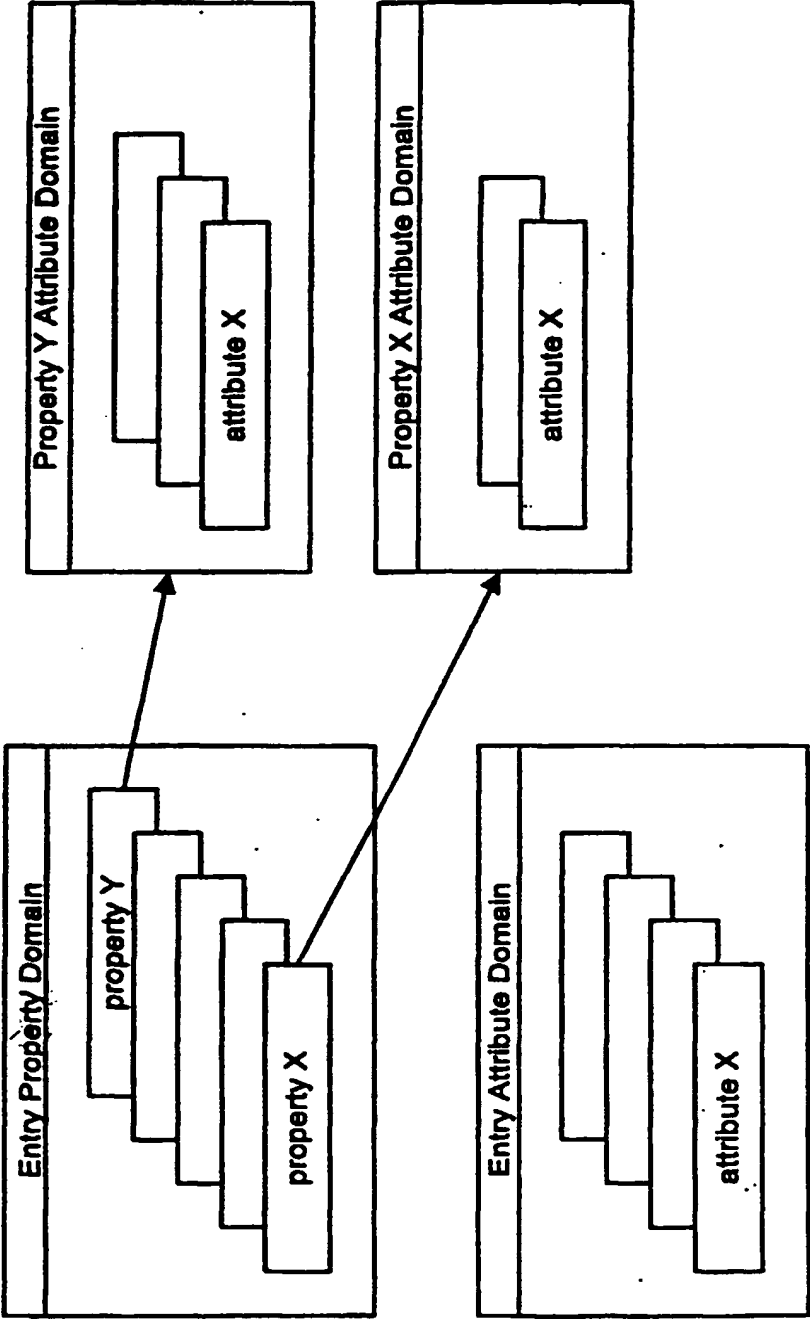 Entry Property Domain
property Y
property X
Property Y Attribute Domain
attribute X
Entry Attribute Domain
attribute X
Property X Attribute Domain
attribute X